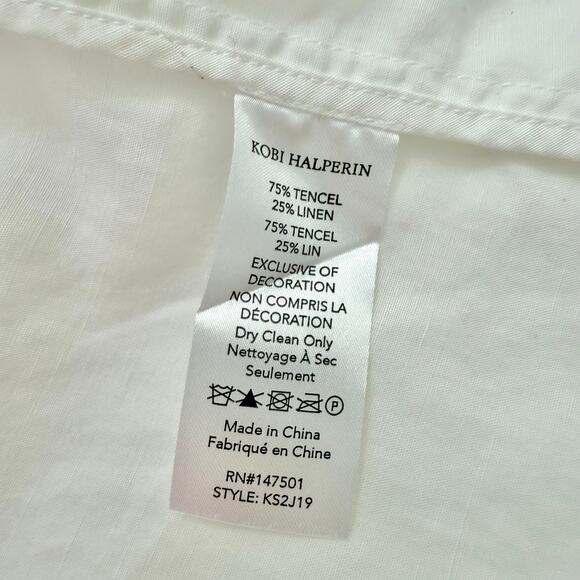 KOBI HALPERIN
75% TENCEL
25% LINEN
75% TENCEL
25% LIN
EXCLUSIVE OF
DECORATION
NON COMPRIS LA
DÉCORATION
Dry Clean Only
Nettoyage À Sec
Seulement
P
Made in China
Fabriqué en Chine
RN#147501
STYLE: KS2J19